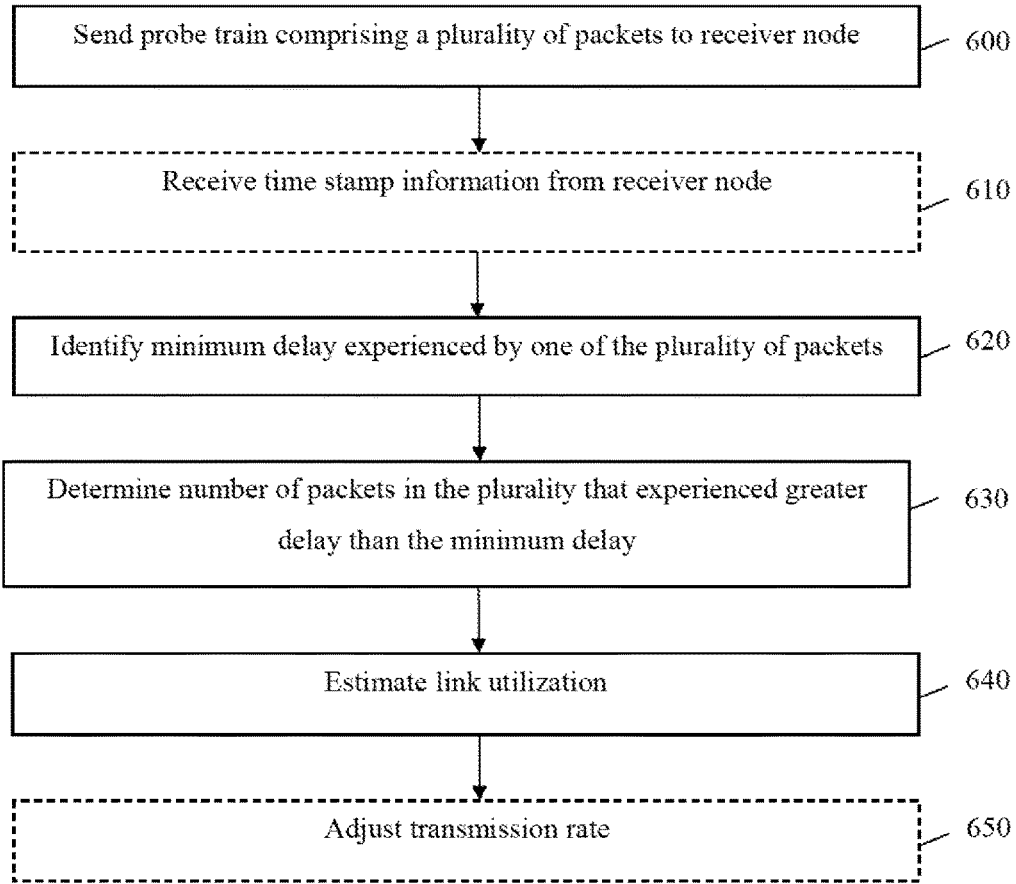 Send probe train comprising a plurality of packets to receiver node
600
Receive time stamp information from receiver node
610
Identify minimum delay experienced by one of the plurality of packets
620
Determine number of packets in the plurality that experienced greater
delay than the minimum delay
630
Estimate link utilization
640
Adjust transmission rate
650